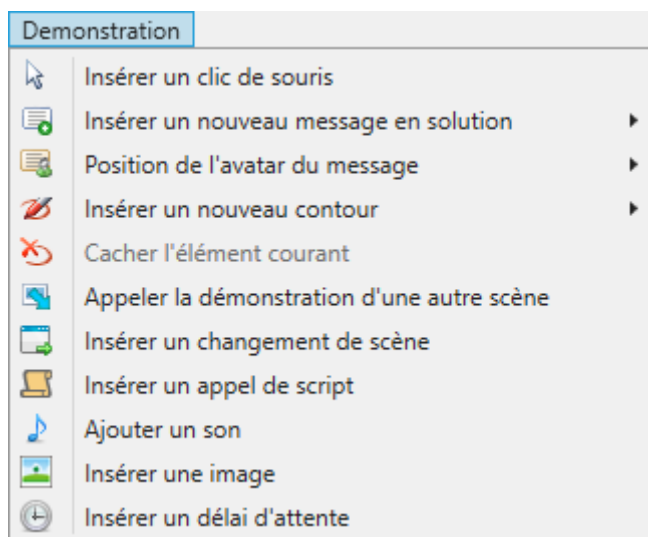 Demonstration
Insérer un clic de souris
Insérer un nouveau message en solution
Position de l'avatar du message
Insérer un nouveau contour
Cacher l'élément courant
Appeler la démonstration d'une autre scène
Insérer un changement de scène
Insérer un appel de script
Ajouter un son
Insérer une image
Insérer un délai d'attente